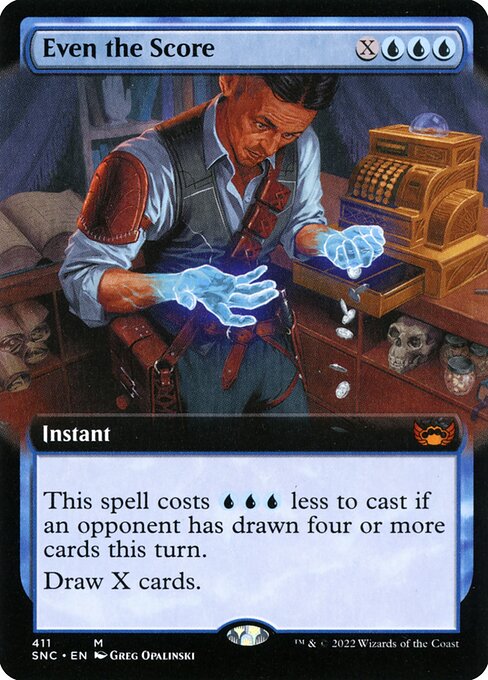 Even the Score X
Instant
This spell costs less to cast if
an opponent has drawn four or more
cards this turn.
Draw X cards.
411 M
SNC • EN Greg Opalinski
™ & © 2022 Wizards of the Coast